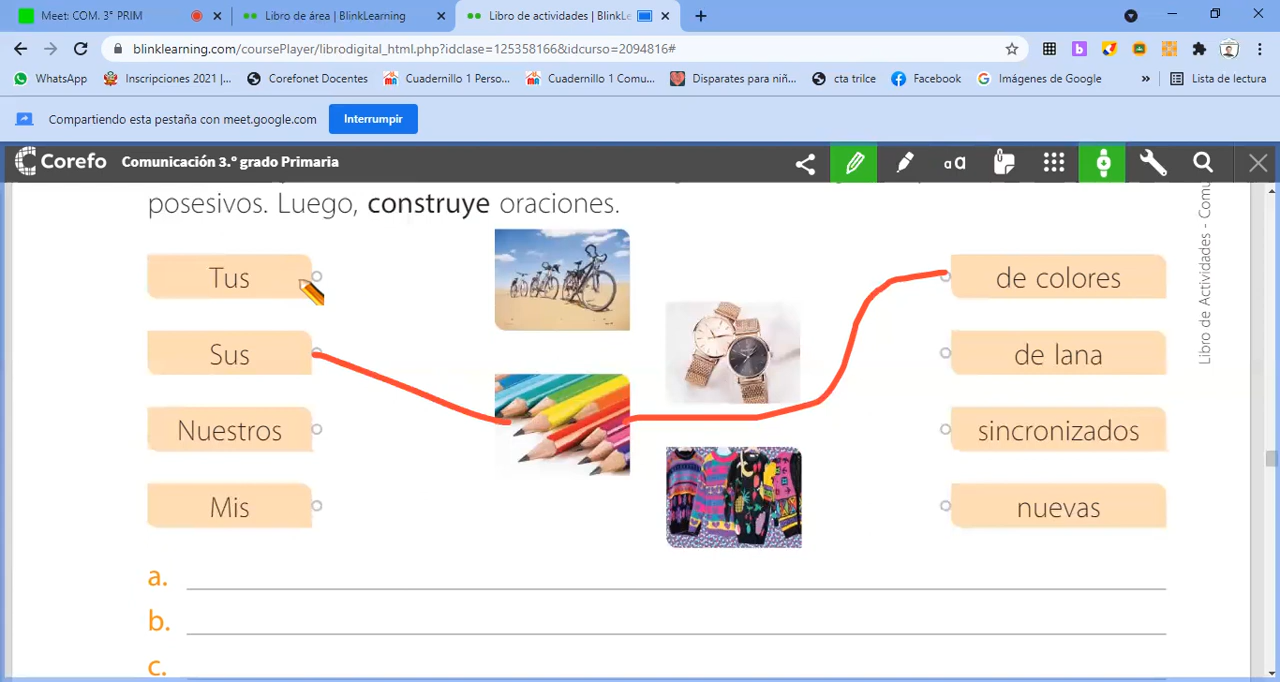 Meet: COM. 3° PRIM
Libro de área | BlinkLearning
Libro de actividades | BlinkLe
blinklearning.com/coursePlayer/librodigital_html.php?idclase=125358166&idcurso=2094816#
WhatsApp
Inscripciones 2021 |...
Corefonet Docentes
Cuadernillo 1 Perso...
Cuadernillo 1 Comu...
Disparates para niñ...
cta trilce
Facebook
Imágenes de Google
»
Lista de lectura
Compartiendo esta pestaña con meet.google.com
Interrumpir
Corefo
Comunicación 3.º grado Primaria
aa
posesivos. Luego, construye oraciones.
Tus
de colores
Sus
de lana
Nuestros
sincronizados
Mis
nuevas
a.
b.
c.
Libro de Actividades - Comu